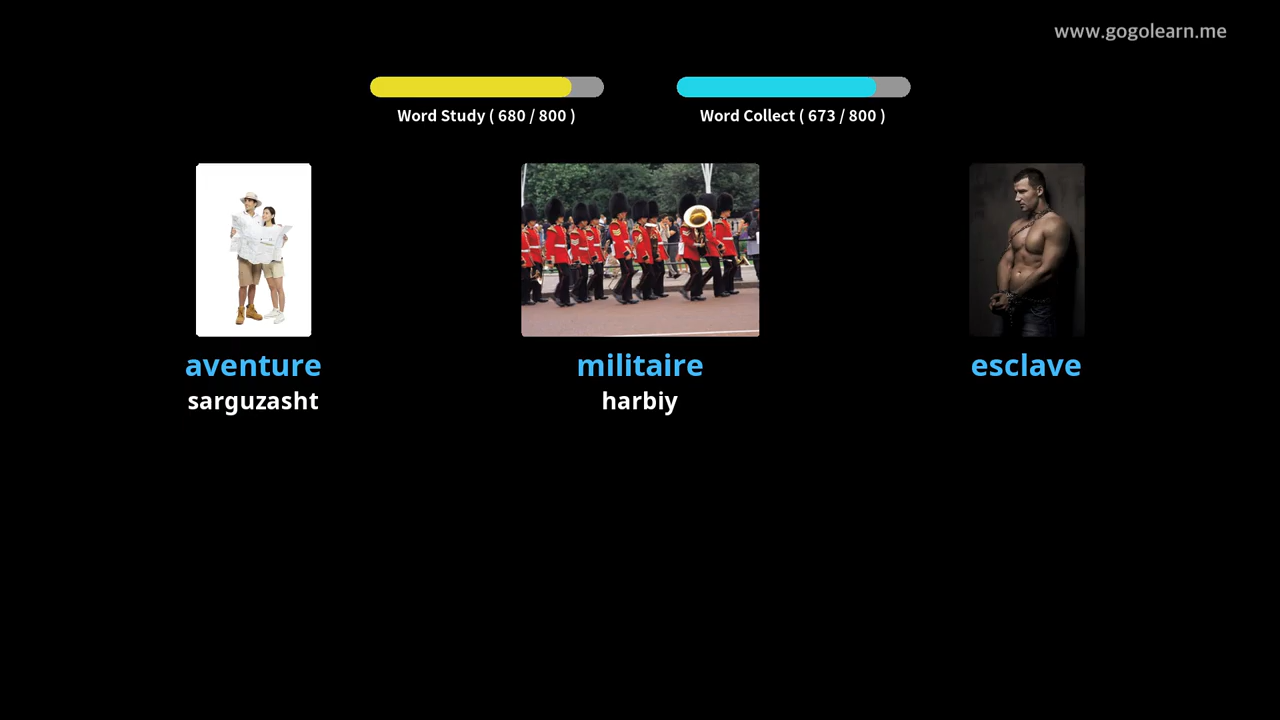 www.gogolearn.me
Word Study ( 680 / 800 )
Word Collect ( 673 / 800 )
aventure
sarguzasht
militaire
harbiy
esclave